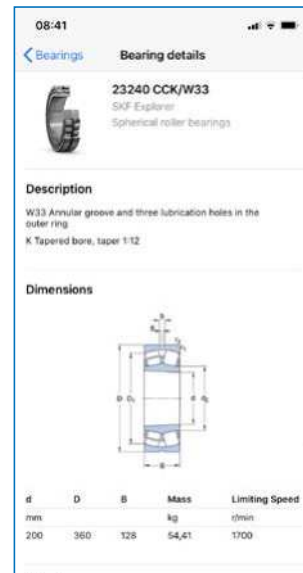 08:41
Bearings
Bearing details
23240 CCK/W33
SKF Explorer
Spherical roller bearings
Description
W33 Annular groove and three lubrication holes in the
outer ring
K Tapered bore, taper 1:12
Dimensions
B
d D B Mass Limiting Speed
mm kg r/min
200 360 128 54,41 1700